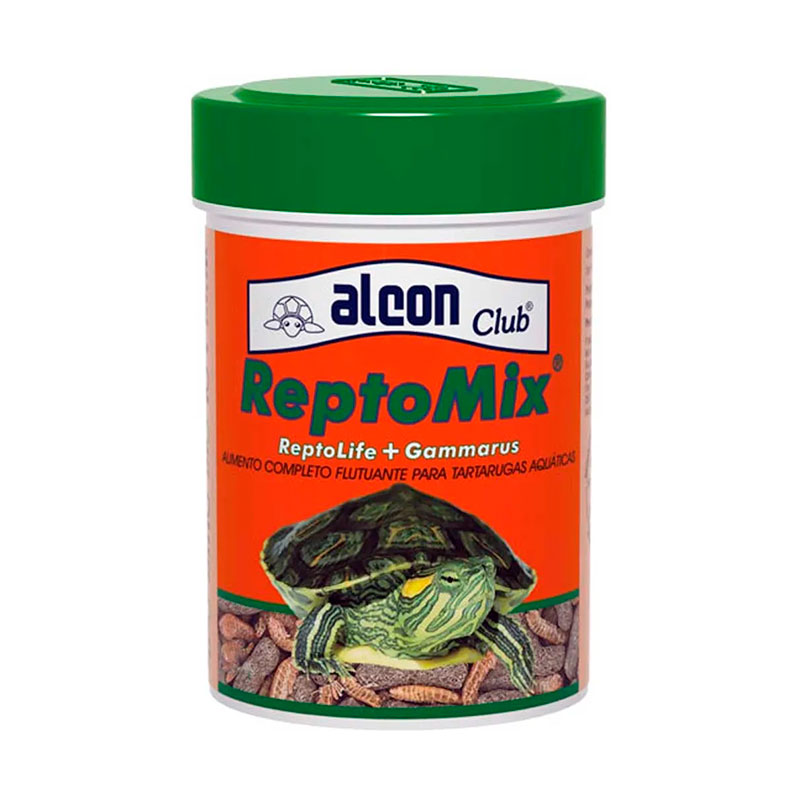 alcon Club®
ReptoMix®
ReptoLife + Gammarus
ALIMENTO COMPLETO FLUTUANTE PARA TARTARUGAS AQUÁTICAS